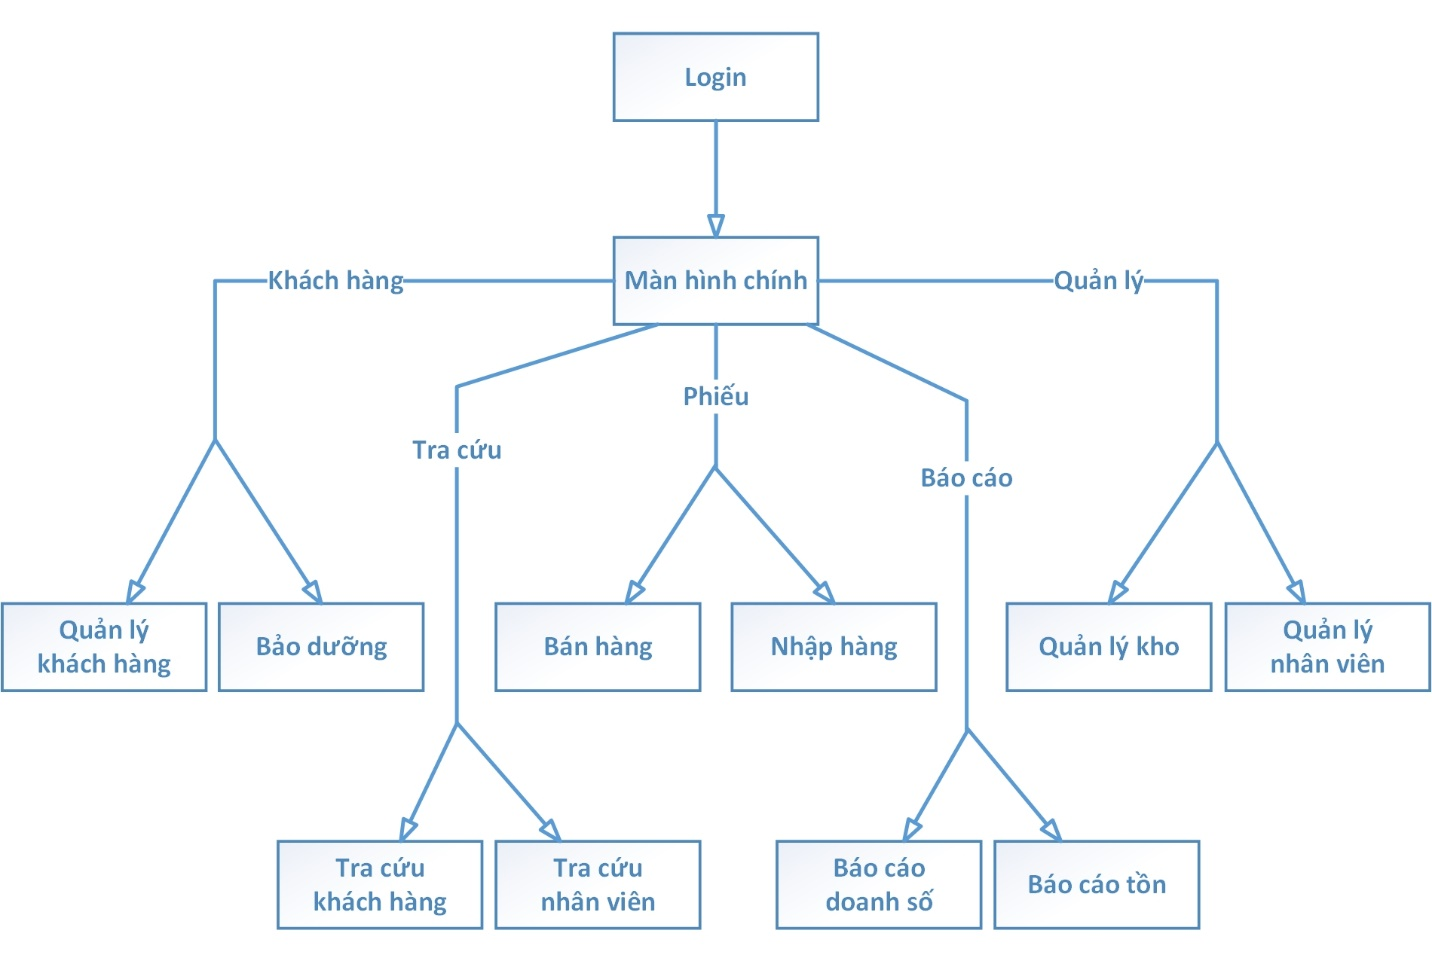 Login
Khách hàng
Màn hình chính
Quản lý
Phiếu
Tra cứu
Báo cáo
Quản lý
khách hàng
Bảo dưỡng
Bán hàng
Nhập hàng
Quản lý kho
Quản lý
nhân viên
Tra cứu
khách hàng
Tra cứu
nhân viên
Báo cáo
doanh số
Báo cáo tồn